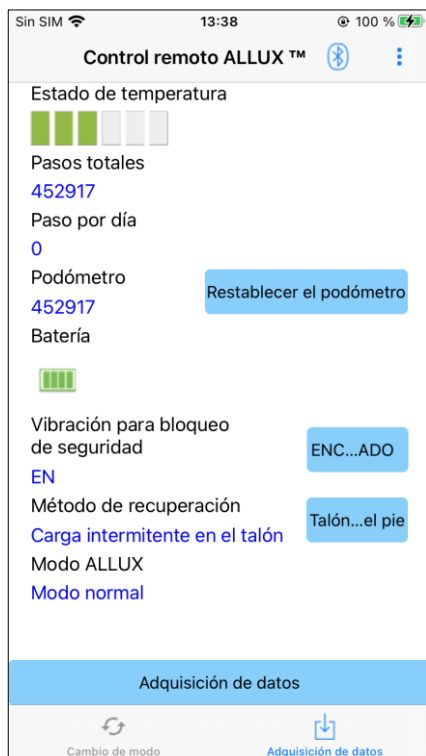 Sin SIM 13:38 100 %
Control remoto ALLUX ™
Estado de temperatura
Pasos totales
452917
Paso por día
0
Podómetro
452917
Restablecer el podómetro
Batería
Vibración para bloqueo
de seguridad
EN
ENC...ADO
Método de recuperación
Carga intermitente en el talón
Talón...el pie
Modo ALLUX
Modo normal
Adquisición de datos
Cambio de modo
Adquisición de datos